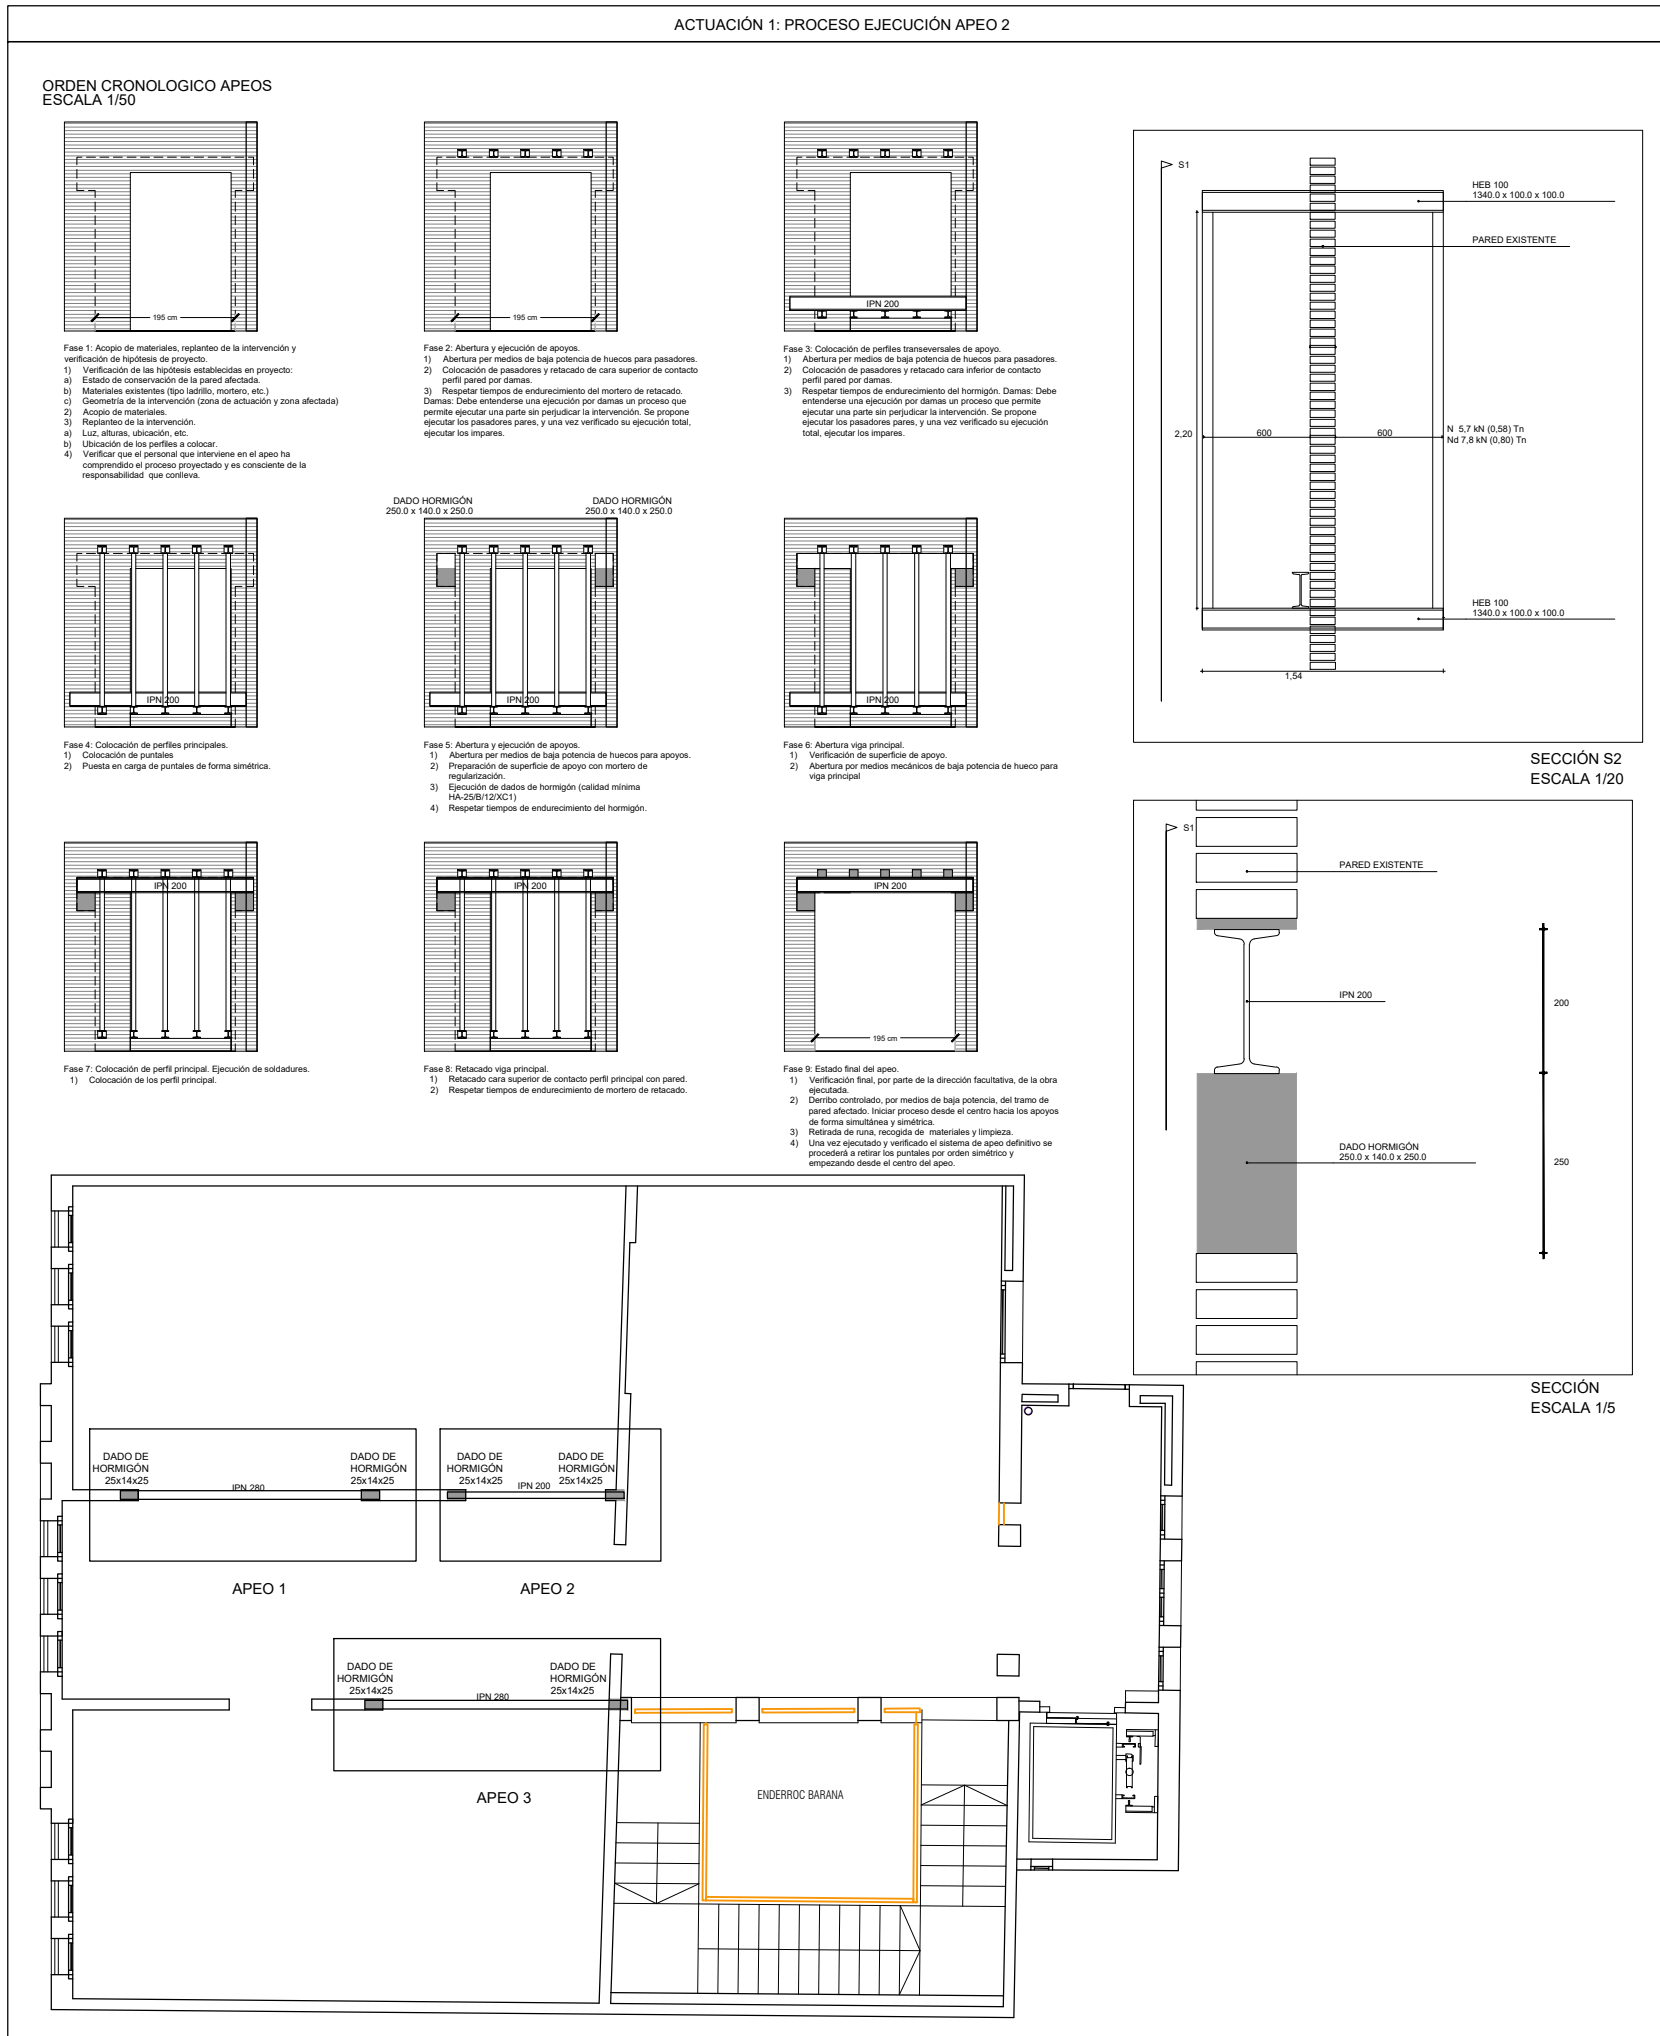 ACTUACIÓN 1: PROCESO EJECUCIÓN APEO 2
ORDEN CRONOLOGICO APEOS
ESCALA 1/50
195 cm
Fase 1: Acopio de materiales, replanteo de la intervención y
verificación de hipótesis de proyecto.
1) Verificación de las hipótesis establecidas en proyecto:
a) Estado de conservación de la pared afectada.
b) Materiales existentes (tipo ladrillo, mortero, etc.)
c) Geometría de la intervención (zona de actuación y zona afectada)
2) Acopio de materiales.
3) Replanteo de la intervención.
a) Luz, alturas, ubicación, etc.
b) Ubicación de los perfiles a colocar.
4) Verificar que el personal que interviene en el apeo ha
comprendido el proceso proyectado y es consciente de la
responsabilidad que conlleva.
195 cm
Fase 2: Abertura y ejecución de apoyos.
1) Abertura per medios de baja potencia de huecos para pasadores.
2) Colocación de pasadores y retacado de cara superior de contacto
perfil pared por damas.
3) Respetar tiempos de endurecimiento del mortero de retacado.
Damas: Debe entenderse una ejecución por damas un proceso que
permite ejecutar una parte sin perjudicar la intervención. Se propone
ejecutar los pasadores pares, y una vez verificado su ejecución total,
ejecutar los impares.
IPN 200
Fase 3: Colocación de perfiles transeversales de apoyo.
1) Abertura per medios de baja potencia de huecos para pasadores.
2) Colocación de pasadores y retacado cara inferior de contacto
perfil pared por damas.
3) Respetar tiempos de endurecimiento del hormigón. Damas: Debe
entenderse una ejecución por damas un proceso que permite
ejecutar una parte sin perjudicar la intervención. Se propone
ejecutar los pasadores pares, y una vez verificado su ejecución
total, ejecutar los impares.
IPN 200
Fase 4: Colocación de perfiles principales.
1) Colocación de puntales
2) Puesta en carga de puntales de forma simétrica.
DADO HORMIGÓN
250.0 x 140.0 x 250.0
DADO HORMIGÓN
250.0 x 140.0 x 250.0
IPN 200
Fase 5: Abertura y ejecución de apoyos.
1) Abertura per medios de baja potencia de huecos para apoyos.
2) Preparación de superficie de apoyo con mortero de
regularización.
3) Ejecución de dados de hormigón (calidad mínima
HA-25/B/12/XC1)
4) Respetar tiempos de endurecimiento del hormigón.
IPN 200
Fase 6: Abertura viga principal.
1) Verificación de superficie de apoyo.
2) Abertura por medios mecánicos de baja potencia de hueco para
viga principal
IPN 200
Fase 7: Colocación de perfil principal. Ejecución de soldadures.
1) Colocación de los perfil principal.
IPN 200
Fase 8: Retacado viga principal.
1) Retacado cara superior de contacto perfil principal con pared.
2) Respetar tiempos de endurecimiento de mortero de retacado.
IPN 200
195 cm
Fase 9: Estado final del apeo.
1) Verificación final, por parte de la dirección facultativa, de la obra
ejecutada.
2) Derribo controlado, por medios de baja potencia, del tramo de
pared afectado. Iniciar proceso desde el centro hacia los apoyos
de forma simultánea y simétrica.
3) Retirada de runa, recogida de materiales y limpieza.
4) Una vez ejecutado y verificado el sistema de apeo definitivo se
procederá a retirar los puntales por orden simétrico y
empezando desde el centro del apeo.
S1
HEB 100
1340.0 x 100.0 x 100.0
PARED EXISTENTE
2,20
600
600
N 5,7 kN (0,58) Tn
Nd 7,8 kN (0,80) Tn
HEB 100
1340.0 x 100.0 x 100.0
1,54
SECCIÓN S2
ESCALA 1/20
S1
PARED EXISTENTE
IPN 200
200
DADO HORMIGÓN
250.0 x 140.0 x 250.0
250
SECCIÓN
ESCALA 1/5
DADO DE
HORMIGÓN
25x14x25
IPN 280
DADO DE
HORMIGÓN
25x14x25
DADO DE
HORMIGÓN
25x14x25
IPN 200
DADO DE
HORMIGÓN
25x14x25
APEO 1
APEO 2
DADO DE
HORMIGÓN
25x14x25
IPN 280
DADO DE
HORMIGÓN
25x14x25
APEO 3
ENDERROC BARANA